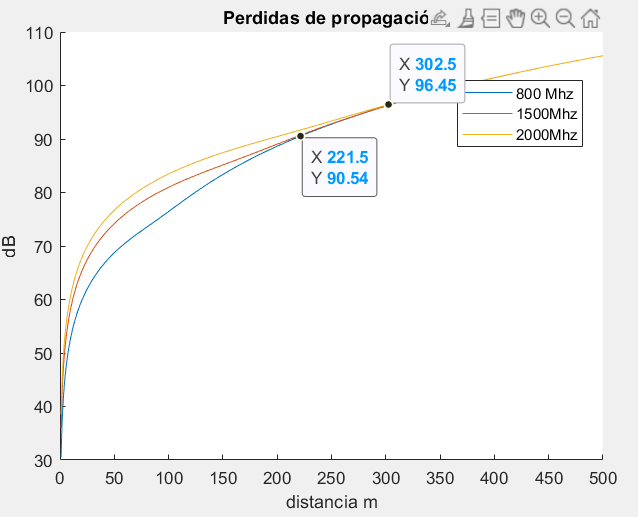 Perdidas de propagació
110
100
90
80
70
60
50
40
30
dB
X 302.5
Y 96.45
X 221.5
Y 90.54
800 Mhz
1500Mhz
2000Mhz
0 50 100 150 200 250 300 350 400 450 500
distancia m